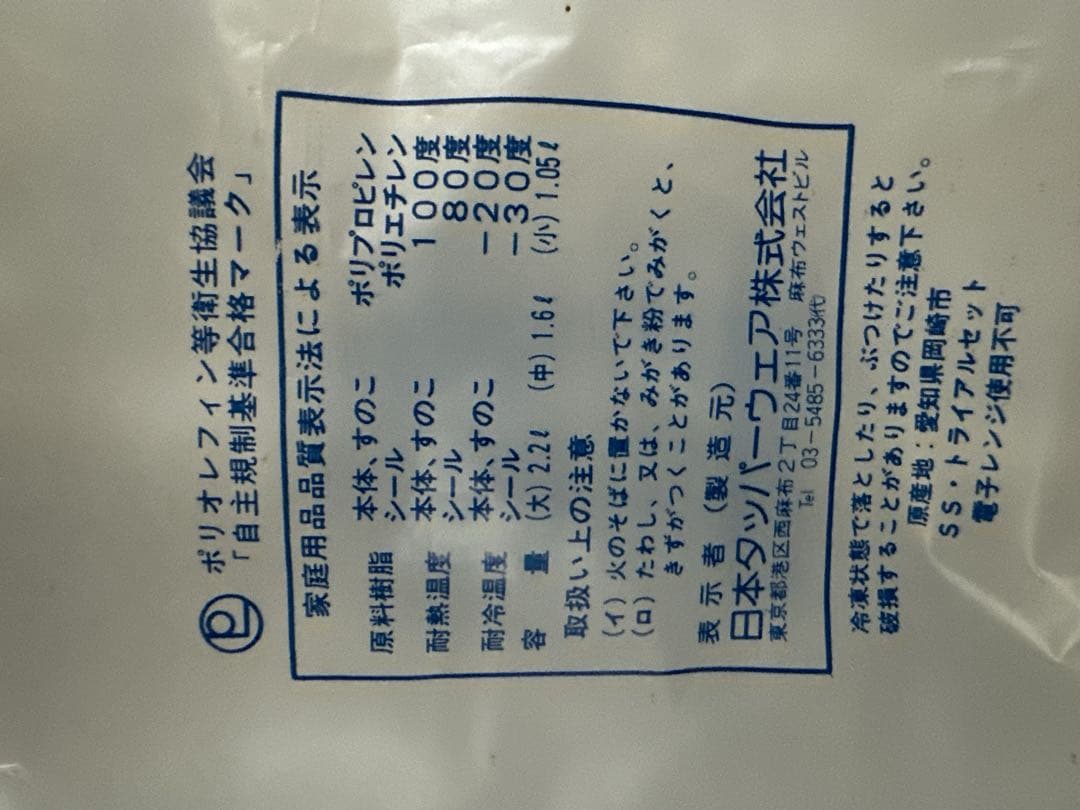 ポリオレフィン等衛生協議会
「自主規制基準合格マーク」
家庭用品品質表示法による表示
原料樹脂 本体、すのこ ポリプロピレン
シール ポリエチレン
耐熱温度 本体、すのこ 100度
シール 80度
耐冷温度 本体、すのこ −20度
シール −30度
容量 (大) 2.2ℓ (中) 1.6ℓ (小) 1.05ℓ
取扱い上の注意
(イ) 火のそばに置かないで下さい。
(ロ) たわし、又は、みがき粉でみがくと、
きずがつくことがあります。
表示者 (製造元)
日本タッパーウェア株式会社
東京都港区西麻布2丁目24番11号 麻布ウェストビル
Tel 03-5485-6333㈹
冷凍状態で落としたり、ぶつけたりすると
破損することがありますのでご注意下さい。
原産地：愛知県岡崎市
SS・トライアルセット
電子レンジ使用不可